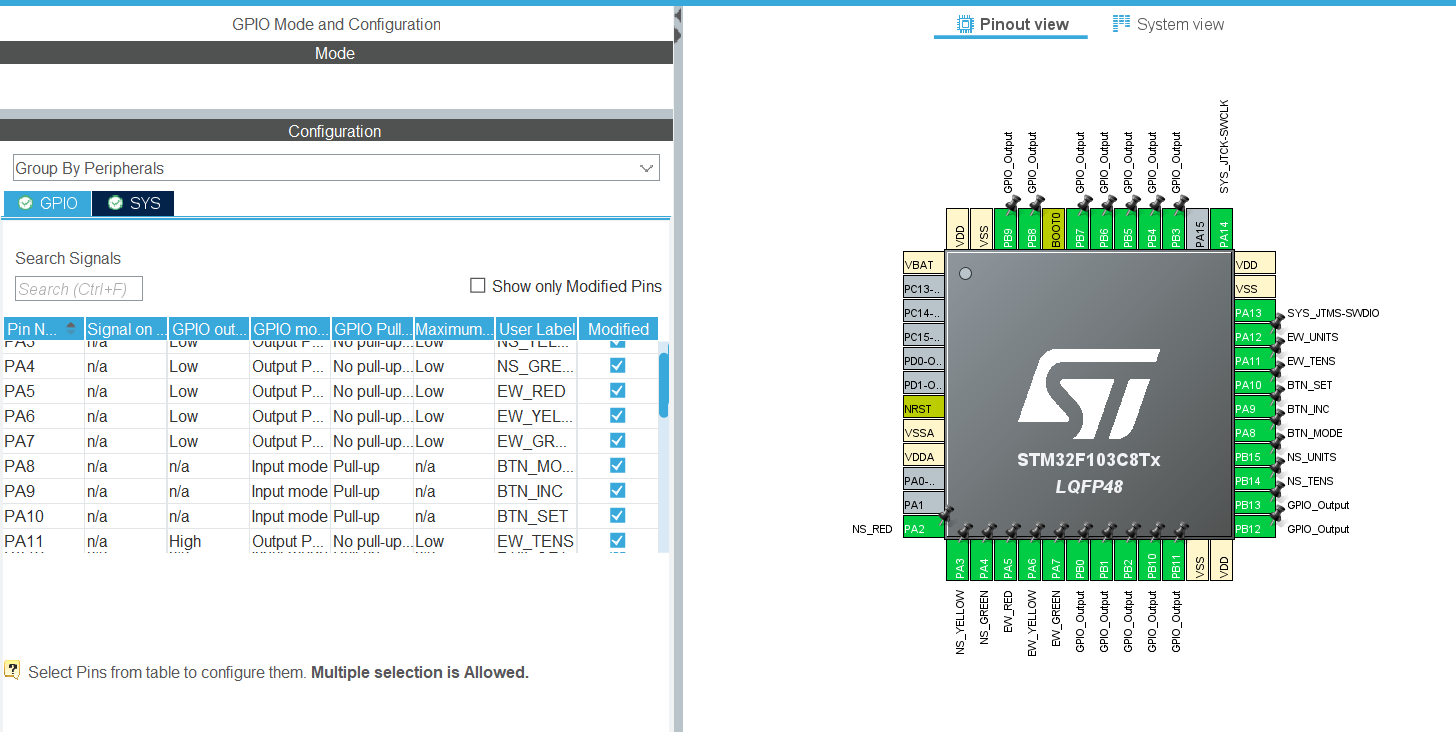 GPIO Mode and Configuration
Mode
Configuration
Group By Peripherals
GPIO
SYS
Search Signals
Search (Ctrl+F)
Show only Modified Pins
Pin N... Signal on ... GPIO out... GPIO mo... GPIO Pull... Maximum... User Label Modified
PA3 n/a Low Output P... No pull-up... Low NS_YEL...
PA4 n/a Low Output P... No pull-up... Low NS_GRE...
PA5 n/a Low Output P... No pull-up... Low EW_RED
PA6 n/a Low Output P... No pull-up... Low EW_YEL...
PA7 n/a Low Output P... No pull-up... Low EW_GR...
PA8 n/a n/a Input mode Pull-up n/a BTN_MO...
PA9 n/a n/a Input mode Pull-up n/a BTN_INC
PA10 n/a n/a Input mode Pull-up n/a BTN_SET
PA11 n/a High Output P... No pull-up... Low EW_TENS
Select Pins from table to configure them. Multiple selection is Allowed.
Pinout view
System view
GPIO_Output
GPIO_Output
GPIO_Output
GPIO_Output
GPIO_Output
GPIO_Output
GPIO_Output
SYS_JTCK-SWCLK
VDD
VSS
PB9
PB8
BOOT0
PB7
PB6
PB5
PB4
PB3
PA15
PA14
VBAT
PC13-..
PC14-..
PC15-..
PD0-O..
PD1-O..
NRST
VSSA
VDDA
PA0-..
PA1
NS_RED PA2
ST
STM32F103C8Tx
LQFP48
VDD
VSS
PA13 SYS_JTMS-SWDIO
PA12 EW_UNITS
PA11 EW_TENS
PA10 BTN_SET
PA9 BTN_INC
PA8 BTN_MODE
PB15 NS_UNITS
PB14 NS_TENS
PB13 GPIO_Output
PB12 GPIO_Output
PA3
PA4
PA5
PA6
PA7
PB0
PB1
PB2
PB10
PB11
VSS
VDD
NS_YELLOW
NS_GREEN
EW_RED
EW_YELLOW
EW_GREEN
GPIO_Output
GPIO_Output
GPIO_Output
GPIO_Output
GPIO_Output